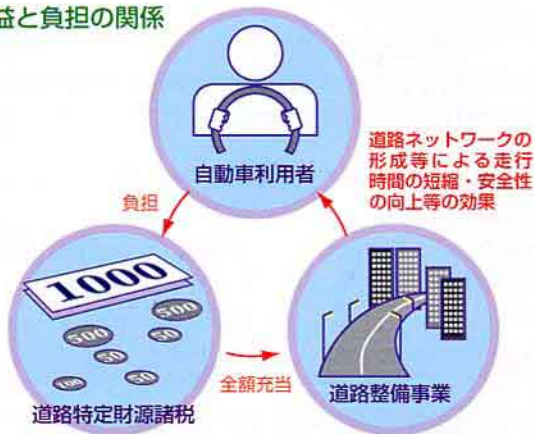 益と負担の関係
自動車利用者
道路ネットワークの
形成等による走行
時間の短縮・安全性
の向上等の効果
負担
1000
500
500
50
50
50
100
全額充当
道路特定財源諸税
道路整備事業